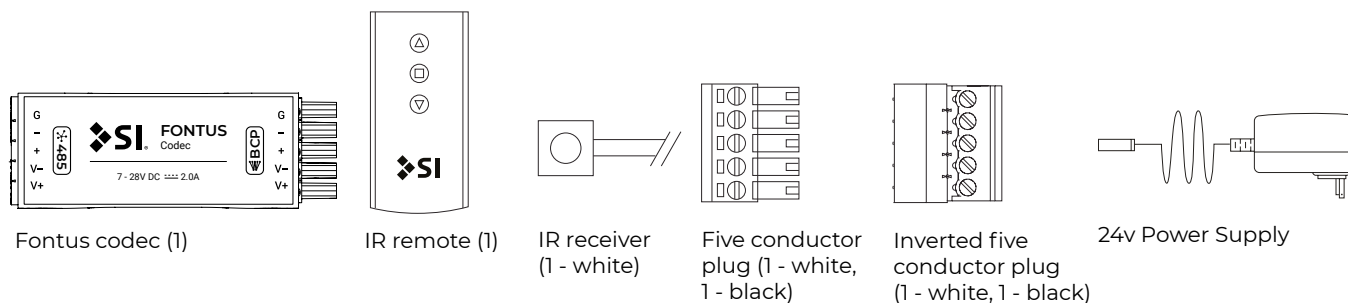 G
−
+
V−
V+
485
SI.
FONTUS
Codec
7 - 28V DC ⎓ 2.0A
BCP
G
−
+
V−
V+
SI
Fontus codec (1)
IR remote (1)
IR receiver
(1 - white)
Five conductor
plug (1 - white,
1 - black)
Inverted five
conductor plug
(1 - white, 1 - black)
24v Power Supply